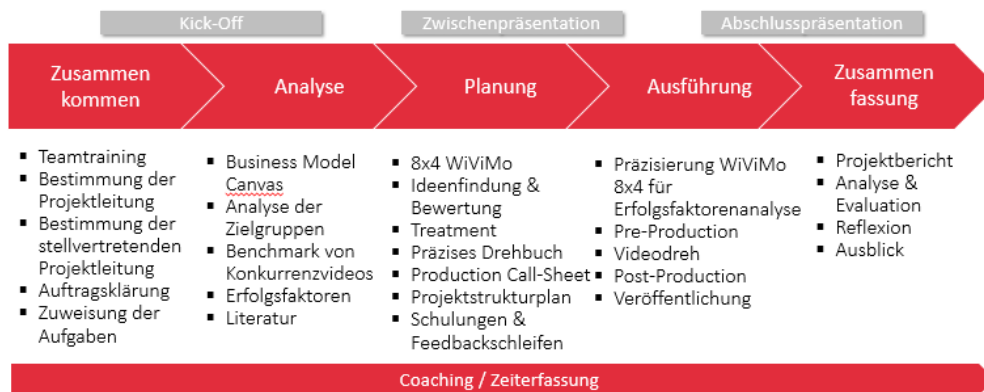 Kick-Off
Zwischenpräsentation
Abschlusspräsentation
Zusammen
kommen
Analyse
Planung
Ausführung
Zusammen
fassung
▪ Teamtraining
▪ Bestimmung der
Projektleitung
▪ Bestimmung der
stellvertretenden
Projektleitung
▪ Auftragsklärung
▪ Zuweisung der
Aufgaben
▪ Business Model
Canvas
▪ Analyse der
Zielgruppen
▪ Benchmark von
Konkurrenzvideos
▪ Erfolgsfaktoren
▪ Literatur
▪ 8x4 WiViMo
▪ Ideenfindung &
Bewertung
▪ Treatment
▪ Präzises Drehbuch
▪ Production Call-Sheet
▪ Projektstrukturplan
▪ Schulungen &
Feedbackschleifen
▪ Präzisierung WiViMo
8x4 für
Erfolgsfaktorenanalyse
▪ Pre-Production
▪ Videodreh
▪ Post-Production
▪ Veröffentlichung
▪ Projektbericht
▪ Analyse &
Evaluation
▪ Reflexion
▪ Ausblick
Coaching / Zeiterfassung